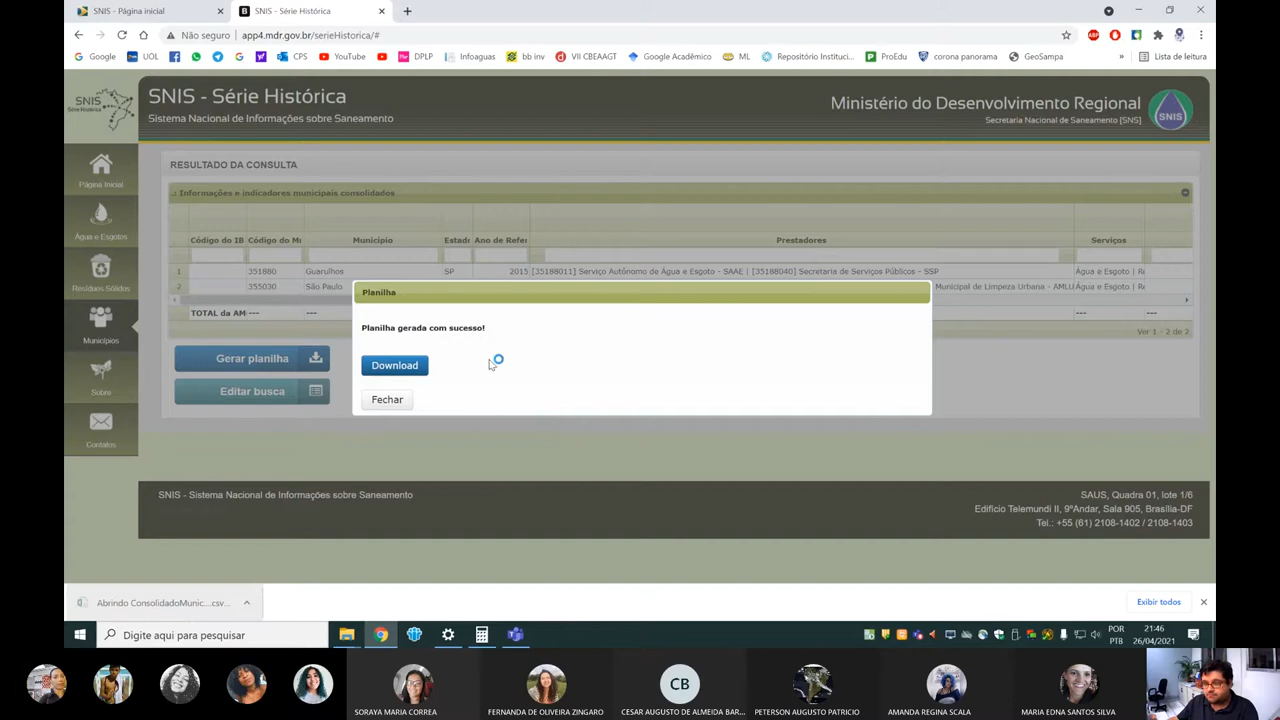 SNIS - Página inicial
SNIS - Série Histórica
Não seguro
app4.mdr.gov.br/serieHistorica/#
Google
UOL
CPS
YouTube
DPLP
Infoaguas
bb inv
VII CBEAAGT
Google Acadêmico
ML
Repositório Instituci...
ProEdu
corona panorama
GeoSampa
»
Lista de leitura
SNIS - Série Histórica
Sistema Nacional de Informações sobre Saneamento
Ministério do Desenvolvimento Regional
Secretaria Nacional de Saneamento [SNS]
SNIS
Série Histórica
SNIS
Página Inicial
Água e Esgotos
Resíduos Sólidos
Municípios
Sobre
Contatos
RESULTADO DA CONSULTA
.: Informações e indicadores municipais consolidados
Código do IB Código do Mu Município Estado Ano de Refer Prestadores Serviços
1 351880 Guarulhos SP 2015 [35188011] Serviço Autônomo de Água e Esgoto - SAAE | [35188040] Secretaria de Serviços Públicos - SSP Água e Esgoto | Re
2 355030 São Paulo Municipal de Limpeza Urbana - AMLU Água e Esgoto | Re
TOTAL da AM --- --- --- ---
Ver 1 - 2 de 2
Gerar planilha
Editar busca
Planilha
Planilha gerada com sucesso!
Download
Fechar
SNIS - Sistema Nacional de Informações sobre Saneamento
SAUS, Quadra 01, lote 1/6
Edifício Telemundi II, 9ºAndar, Sala 905, Brasília-DF
Tel.: +55 (61) 2108-1402 / 2108-1403
Abrindo ConsolidadoMunic....csv...
Exibir todos
Digite aqui para pesquisar
POR
PTB
21:46
26/04/2021
CB
SORAYA MARIA CORREA
FERNANDA DE OLIVEIRA ZINGARO
CESAR AUGUSTO DE ALMEIDA BAR...
PETERSON AUGUSTO PATRICIO
AMANDA REGINA SCALA
MARIA EDNA SANTOS SILVA